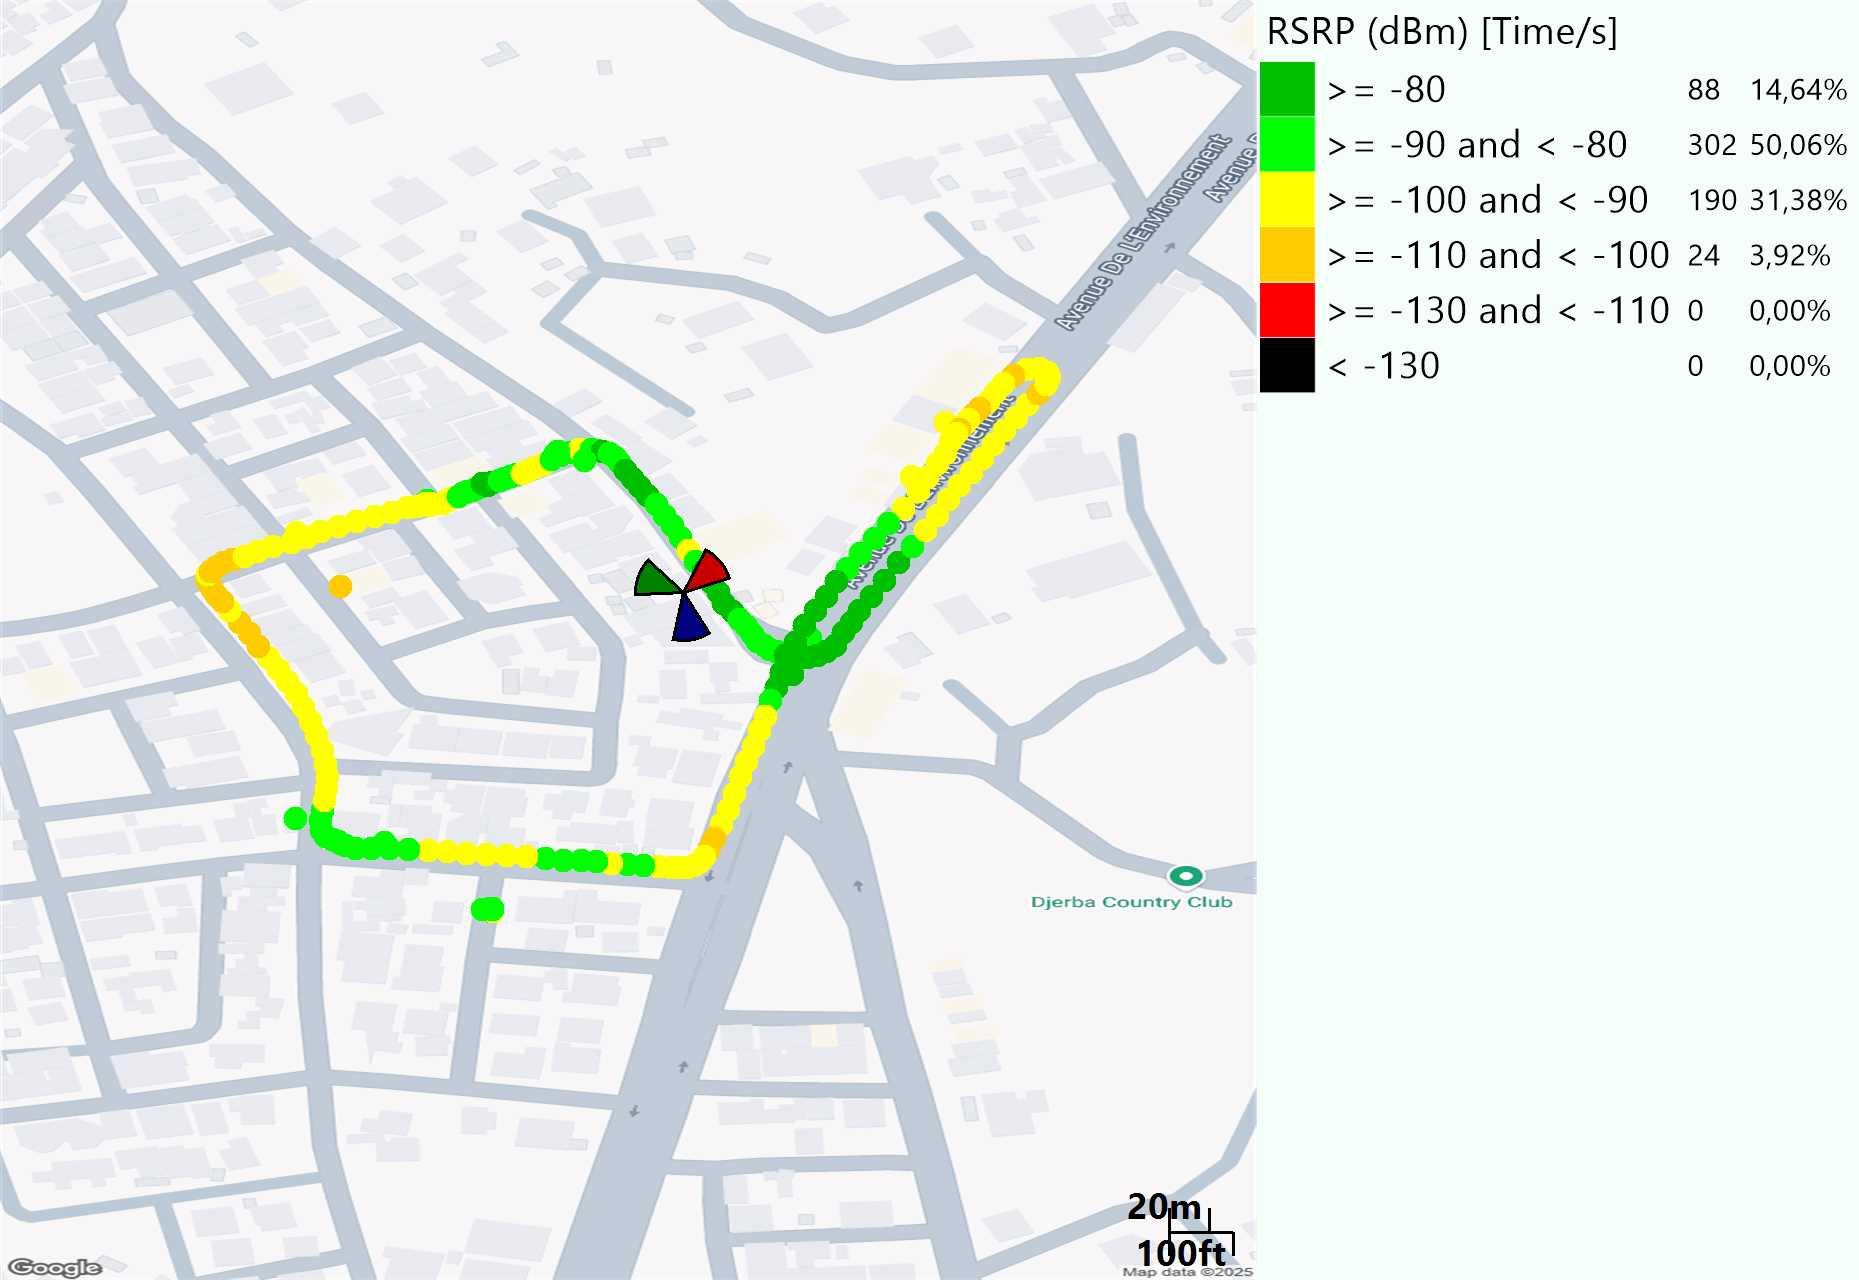 RSRP (dBm) [Time/s]
>= -80 88 14,64%
>= -90 and < -80 302 50,06%
>= -100 and < -90 190 31,38%
>= -110 and < -100 24 3,92%
>= -130 and < -110 0 0,00%
< -130 0 0,00%
Avenue De L'Environnement
Avenue
Avenue
Djerba Country Club
20m
100ft
Google
Map data ©2025